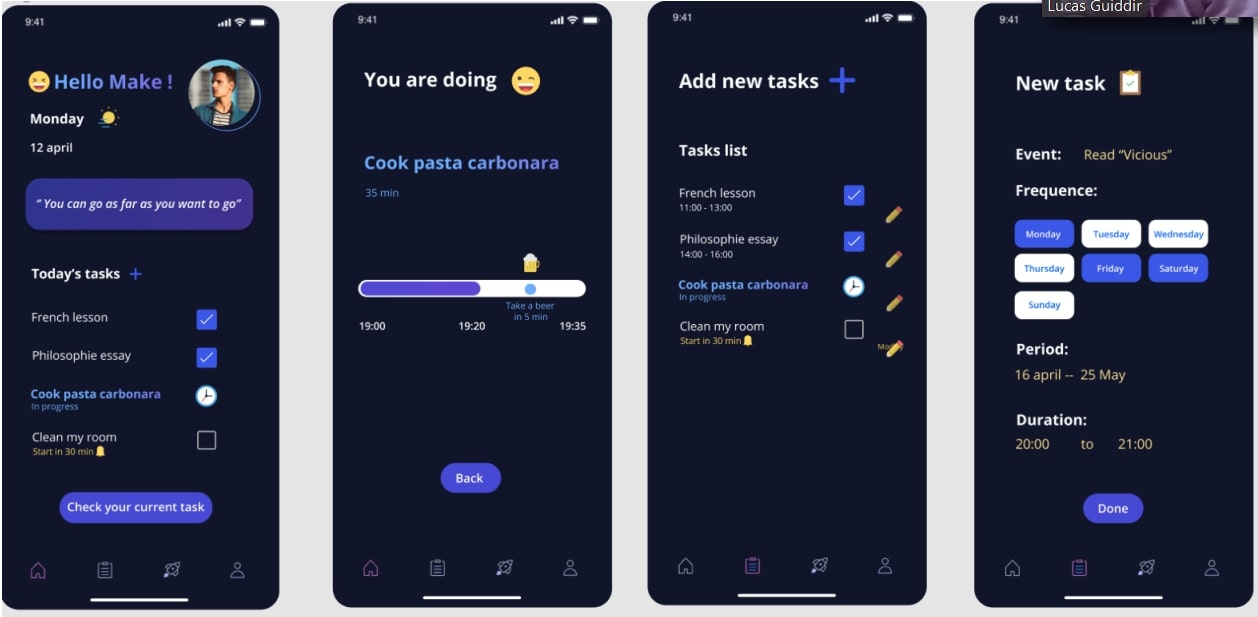 9:41
Hello Make !
Monday
12 april
“ You can go as far as you want to go”
Today’s tasks +
French lesson
Philosophie essay
Cook pasta carbonara
In progress
Clean my room
Start in 30 min
Check your current task
9:41
You are doing
Cook pasta carbonara
35 min
Take a beer
in 5 min
19:00 19:20 19:35
Back
9:41
Add new tasks
Tasks list
French lesson
11:00 - 13:00
Philosophie essay
14:00 - 16:00
Cook pasta carbonara
In progress
Clean my room
Start in 30 min
Lucas Guiddir
9:41
New task
Event: Read “Vicious”
Frequence:
Monday Tuesday Wednesday
Thursday Friday Saturday
Sunday
Period:
16 april -- 25 May
Duration:
20:00 to 21:00
Done